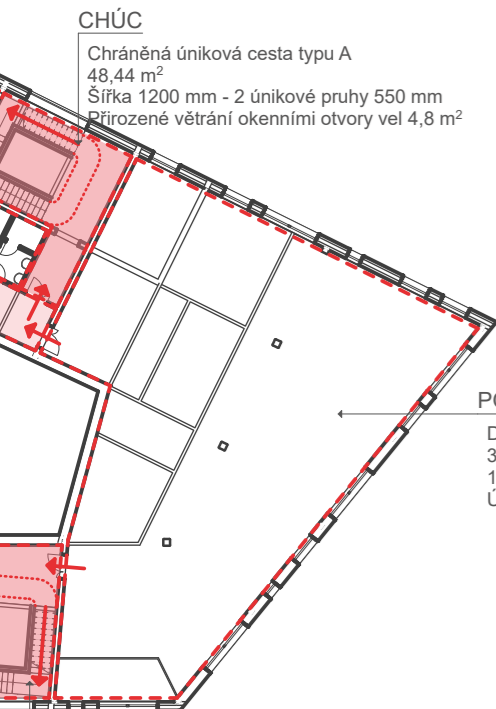 CHÚC
Chráněná úniková cesta typu A
48,44 m²
Šířka 1200 mm - 2 únikové pruhy 550 mm
Přirozené větrání okenními otvory vel 4,8 m²